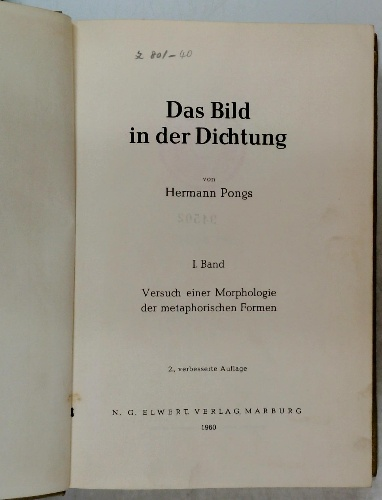 Das Bild
in der Dichtung
von
Hermann Pongs
I. Band
Versuch einer Morphologie
der metaphorischen Formen
2., verbesserte Auflage
N. G. ELWERT, VERLAG, MARBURG
1960